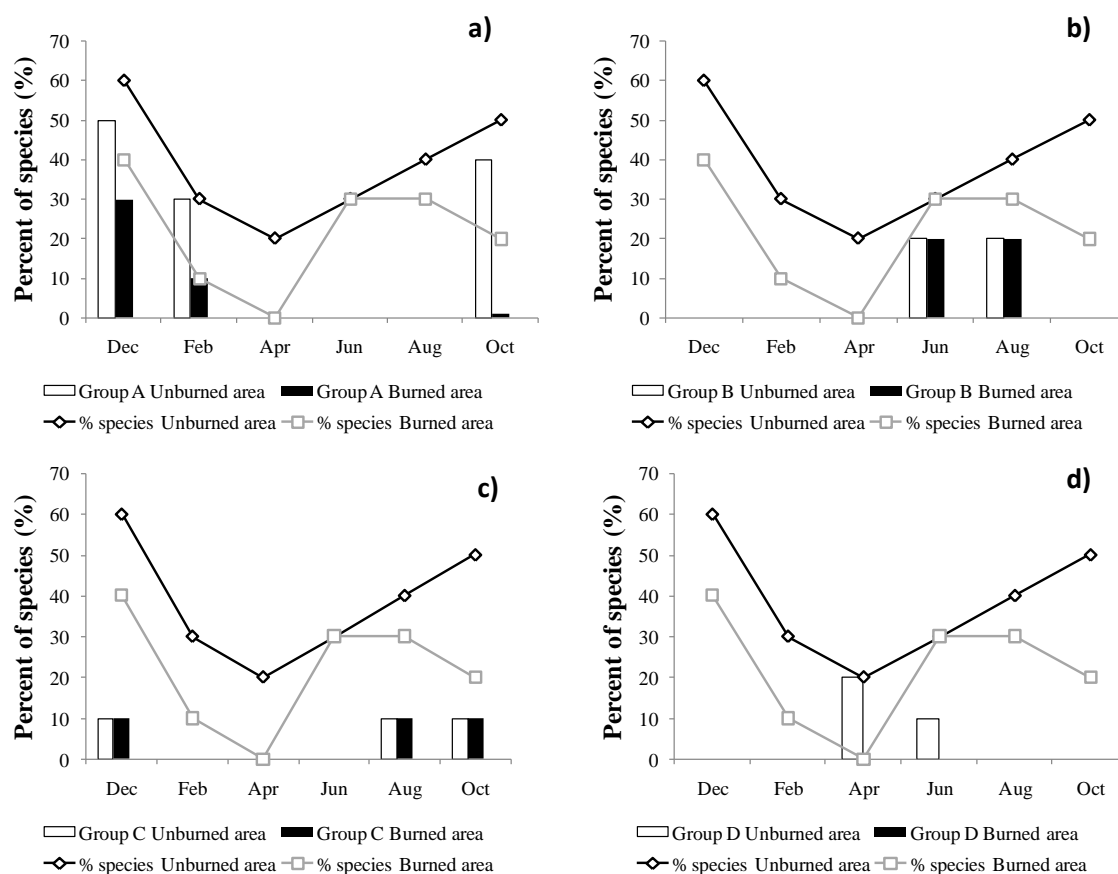 a)
Percent of species (%)
70
60
50
40
30
20
10
0
Dec Feb Apr Jun Aug Oct
Group A Unburned area Group A Burned area
% species Unburned area % species Burned area
b)
Percent of species (%)
70
60
50
40
30
20
10
0
Dec Feb Apr Jun Aug Oct
Group B Unburned area Group B Burned area
% species Unburned area % species Burned area
c)
Percent of species (%)
70
60
50
40
30
20
10
0
Dec Feb Apr Jun Aug Oct
Group C Unburned area Group C Burned area
% species Unburned area % species Burned area
d)
Percent of species (%)
70
60
50
40
30
20
10
0
Dec Feb Apr Jun Aug Oct
Group D Unburned area Group D Burned area
% species Unburned area % species Burned area